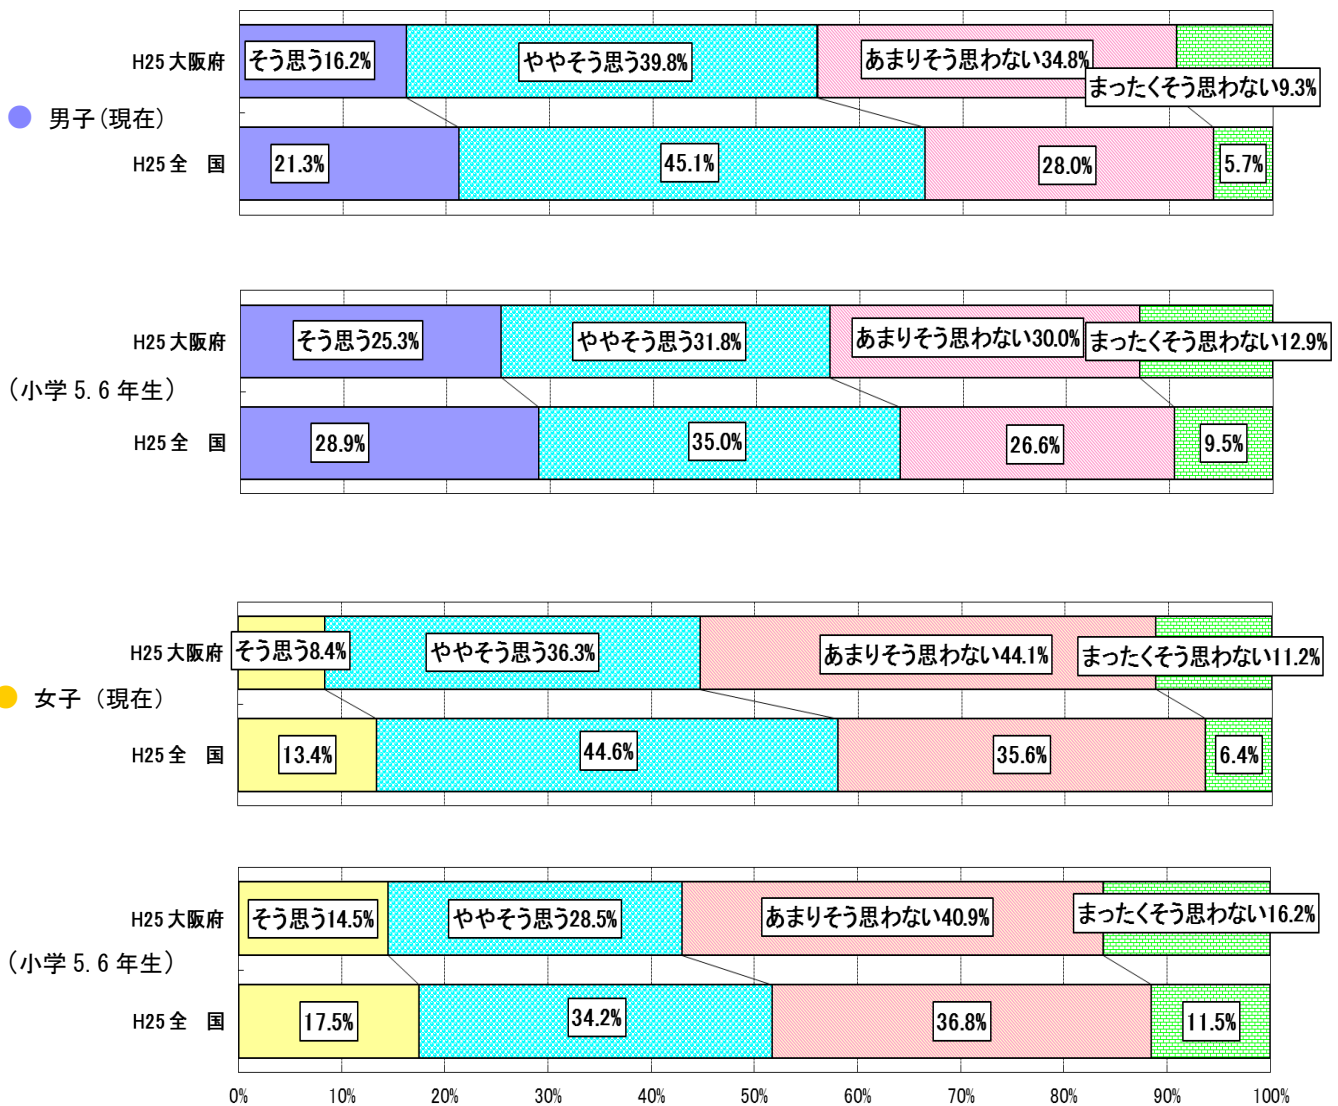 H25 大阪府
そう思う16.2%
ややそう思う39.8%
あまりそう思わない34.8%
まったくそう思わない9.3%
男子(現在)
H25 全　国
21.3%
45.1%
28.0%
5.7%
H25 大阪府
そう思う25.3%
ややそう思う31.8%
あまりそう思わない30.0%
まったくそう思わない12.9%
（小学 5. 6 年生）
H25 全　国
28.9%
35.0%
26.6%
9.5%
H25 大阪府
そう思う8.4%
ややそう思う36.3%
あまりそう思わない44.1%
まったくそう思わない11.2%
女子（現在）
H25 全　国
13.4%
44.6%
35.6%
6.4%
H25 大阪府
そう思う14.5%
ややそう思う28.5%
あまりそう思わない40.9%
まったくそう思わない16.2%
（小学 5. 6 年生）
H25 全　国
17.5%
34.2%
36.8%
11.5%
0% 10% 20% 30% 40% 50% 60% 70% 80% 90% 100%